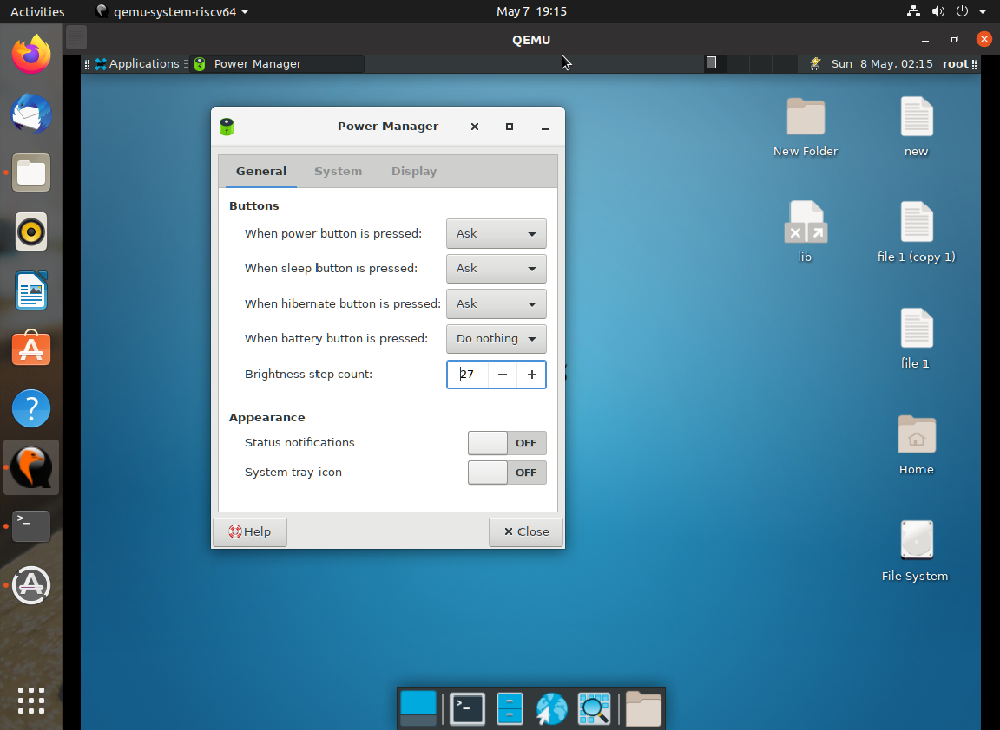 Activities qemu-system-riscv64 May 7 19:15
QEMU
Applications Power Manager Sun 8 May, 02:15 root
Power Manager
General System Display
Buttons
When power button is pressed: Ask
When sleep button is pressed: Ask
When hibernate button is pressed: Ask
When battery button is pressed: Do nothing
Brightness step count: 27
Appearance
Status notifications OFF
System tray icon OFF
Help Close
New Folder new
lib file 1 (copy 1)
file 1
Home
File System